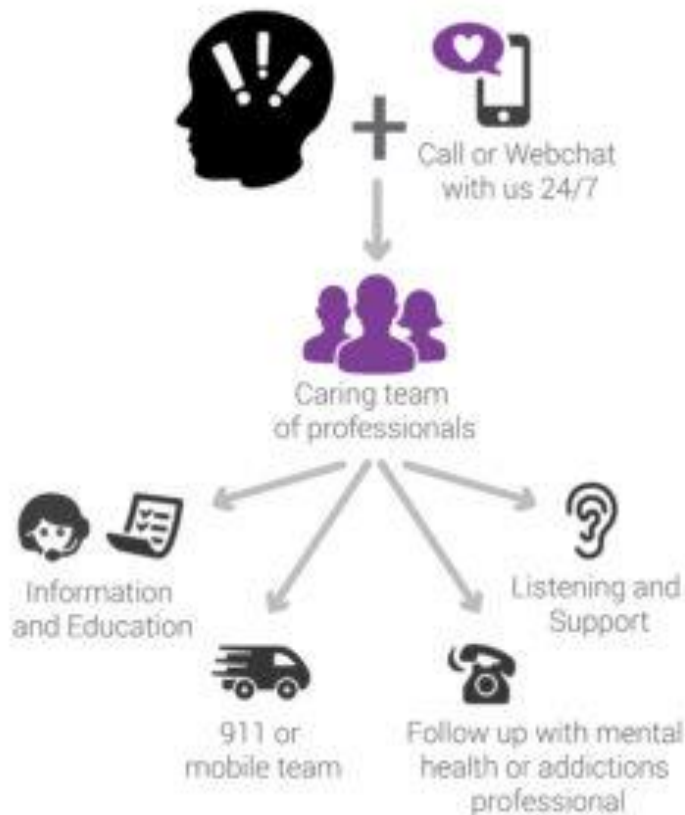 Call or Webchat
with us 24/7
Caring team
of professionals
Information
and Education
Listening and
Support
911 or
mobile team
Follow up with mental
health or addictions
professional